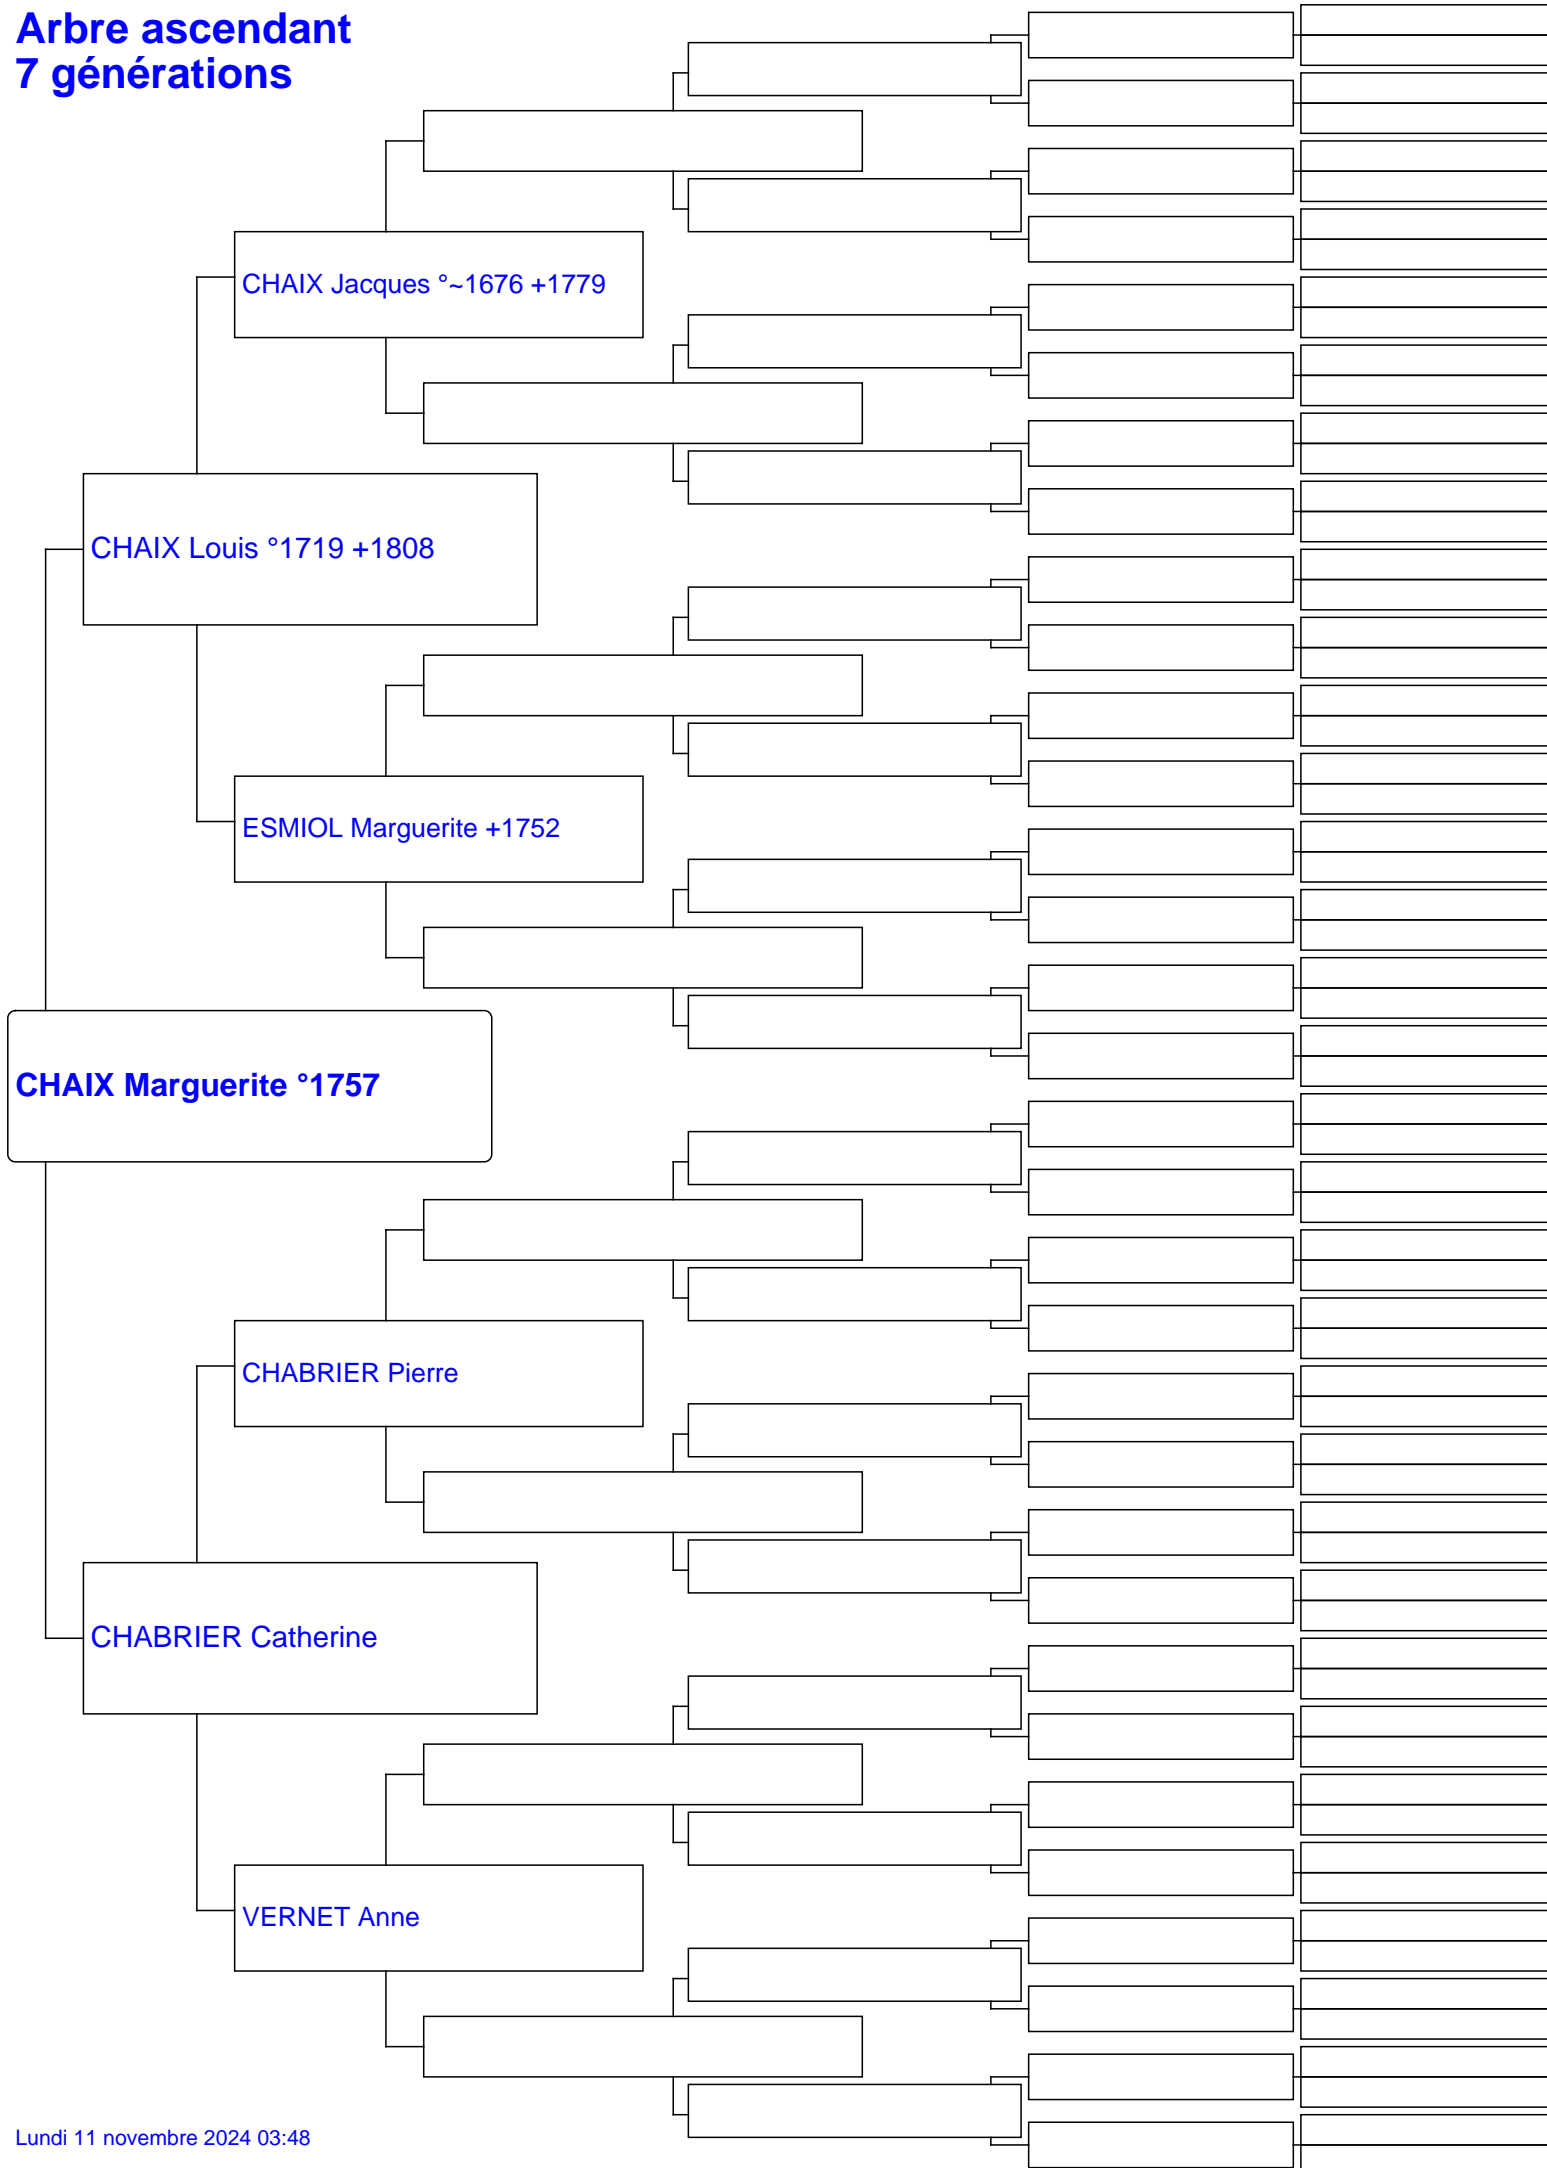 Arbre ascendant
7 générations
CHAIX Jacques °~1676 +1779
CHAIX Louis °1719 +1808
ESMIOL Marguerite +1752
CHAIX Marguerite °1757
CHABRIER Pierre
CHABRIER Catherine
VERNET Anne
Lundi 11 novembre 2024 03:48